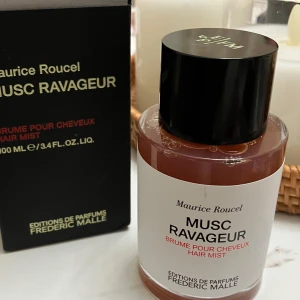 Maurice Roucel
MUSC RAVAGEUR
BRUME POUR CHEVEUX
HAIR MIST
100 ML ℮/3.4 FL.OZ.LIQ.
EDITIONS DE PARFUMS
FREDERIC MALLE
Maurice Roucel
MUSC
RAVAGEUR
BRUME POUR CHEVEUX
HAIR MIST
EDITIONS DE PARFUMS
FREDERIC MALLE